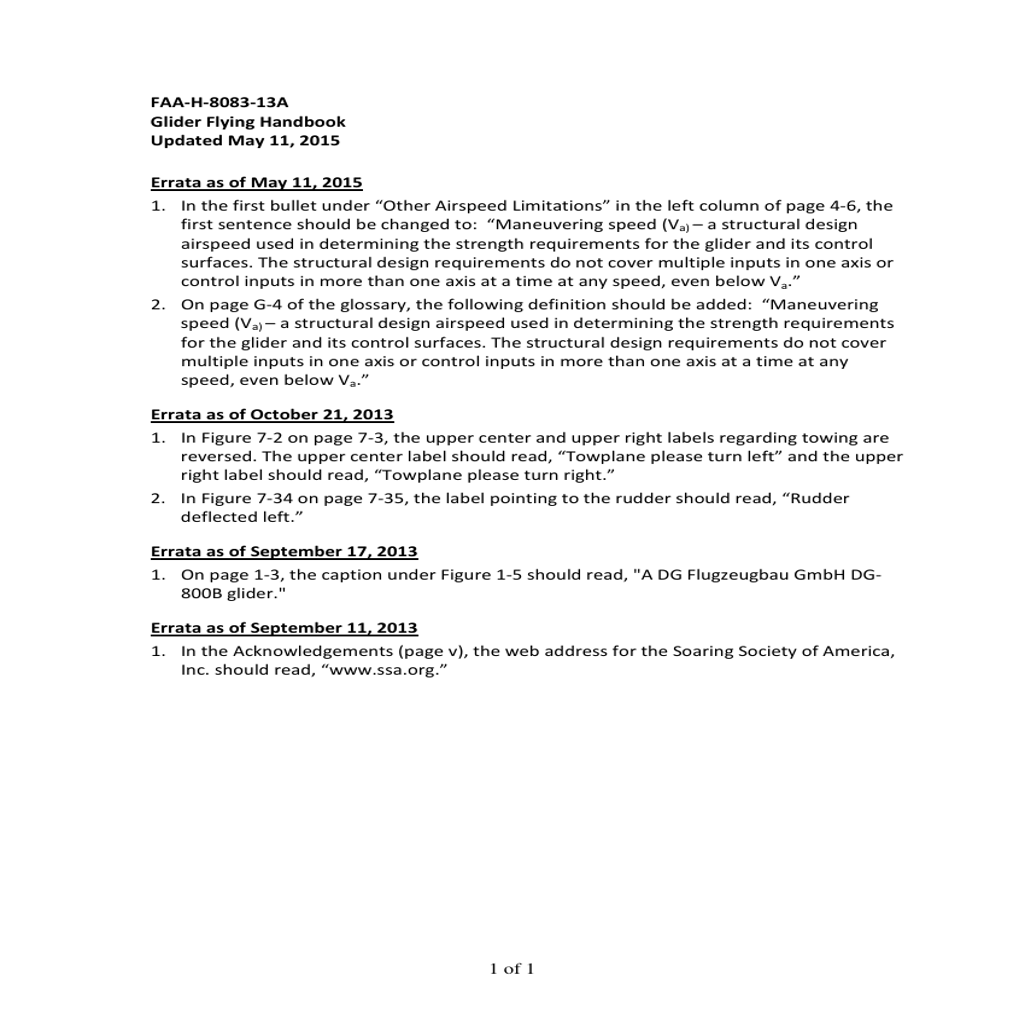 FAA-H-8083-13A
Glider Flying Handbook
Updated May 11, 2015
Errata as of May 11, 2015
1. In the first bullet under “Other Airspeed Limitations” in the left column of page 4-6, the
first sentence should be changed to:  “Maneuvering speed (Va) – a structural design
airspeed used in determining the strength requirements for the glider and its control
surfaces. The structural design requirements do not cover multiple inputs in one axis or
control inputs in more than one axis at a time at any speed, even below Va.”
2. On page G-4 of the glossary, the following definition should be added:  “Maneuvering
speed (Va) – a structural design airspeed used in determining the strength requirements
for the glider and its control surfaces. The structural design requirements do not cover
multiple inputs in one axis or control inputs in more than one axis at a time at any
speed, even below Va.”
Errata as of October 21, 2013
1. In Figure 7-2 on page 7-3, the upper center and upper right labels regarding towing are
reversed. The upper center label should read, “Towplane please turn left” and the upper
right label should read, “Towplane please turn right.”
2. In Figure 7-34 on page 7-35, the label pointing to the rudder should read, “Rudder
deflected left.”
Errata as of September 17, 2013
1. On page 1-3, the caption under Figure 1-5 should read, "A DG Flugzeugbau GmbH DG-
800B glider."
Errata as of September 11, 2013
1. In the Acknowledgements (page v), the web address for the Soaring Society of America,
Inc. should read, “www.ssa.org.”
1 of 1